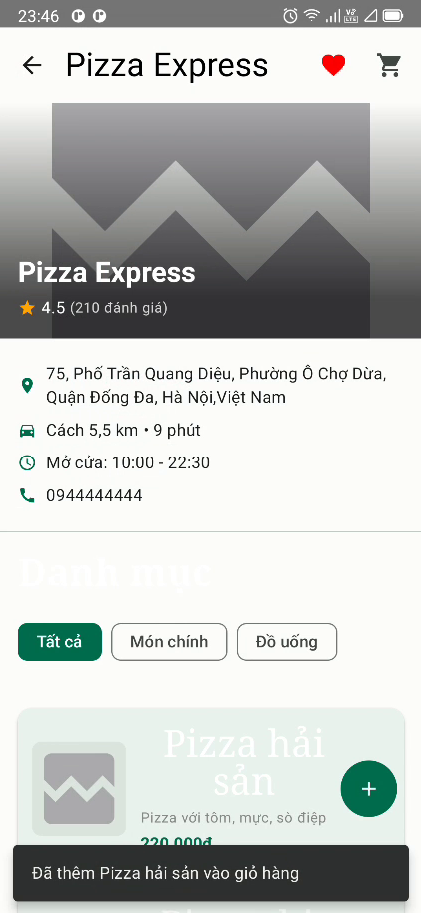 23:46
Pizza Express
Pizza Express
4.5 (210 đánh giá)
75, Phố Trần Quang Diệu, Phường Ô Chợ Dừa,
Quận Đống Đa, Hà Nội,Việt Nam
Cách 5,5 km • 9 phút
Mở cửa: 10:00 - 22:30
0944444444
Danh mục
Tất cả
Món chính
Đồ uống
Pizza hải
sản
Pizza với tôm, mực, sò điệp
220.000đ
Đã thêm Pizza hải sản vào giỏ hàng